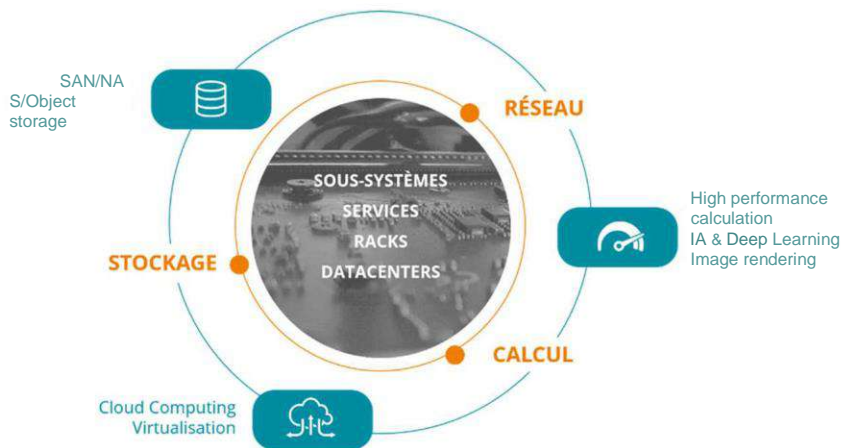 SAN/NA
S/Object
storage
RÉSEAU
SOUS-SYSTÈMES
SERVICES
RACKS
DATACENTERS
High performance
calculation
IA & Deep Learning
Image rendering
STOCKAGE
CALCUL
Cloud Computing
Virtualisation